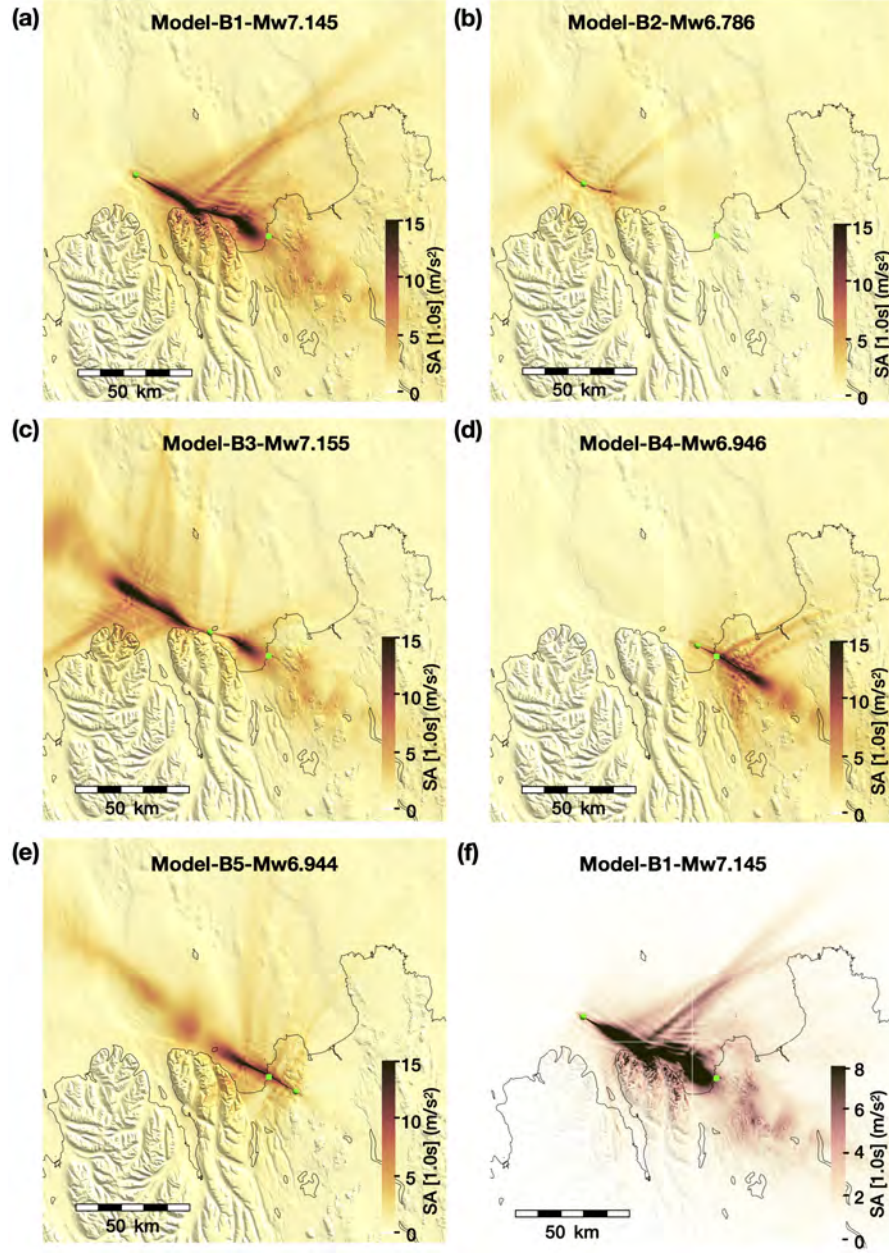 (a)
Model-B1-Mw7.145
15
10
5
0
SA [1.0s] (m/s²)
50 km
(b)
Model-B2-Mw6.786
15
10
5
0
SA [1.0s] (m/s²)
50 km
(c)
Model-B3-Mw7.155
15
10
5
0
SA [1.0s] (m/s²)
50 km
(d)
Model-B4-Mw6.946
15
10
5
0
SA [1.0s] (m/s²)
50 km
(e)
Model-B5-Mw6.944
15
10
5
0
SA [1.0s] (m/s²)
50 km
(f)
Model-B1-Mw7.145
8
6
4
2
0
SA [1.0s] (m/s²)
50 km